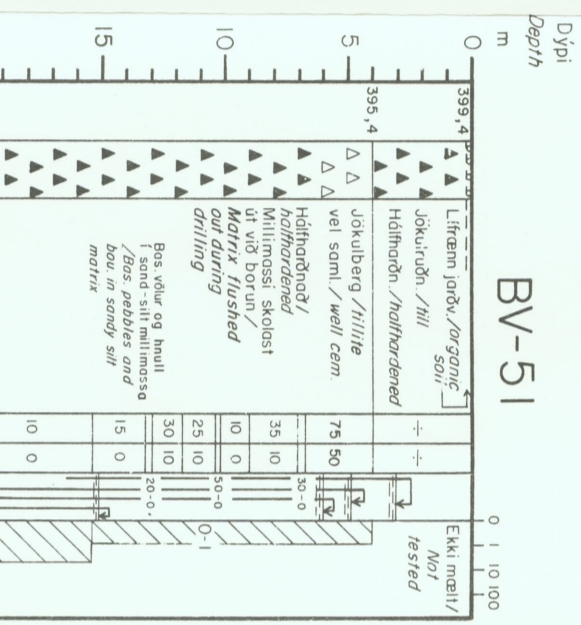 BV-51
Dýpi
Depth
m
0
5
10
15
399,4
395,4
Lífrænn jarðv./organic
soil
Jökulruðn./till
Hálfharðn./halfhardened
Jökulberg/tillite
vel saml./well cem.
Hálfharðnað/
halfhardened
Millimassi skolast
út við borun/
Matrix flushed
out during
drilling
Bas. völur og hnull
í sand-silt millimassa
/Bas. pebbles and
bou. in sandy silt
matrix
÷ ÷
75 50
35 10
10 0
25 10
30 10
15 0
10 0
30-0
50-0
20-0
0-1
0 1 10 100
Ekki mælt/
Not
tested